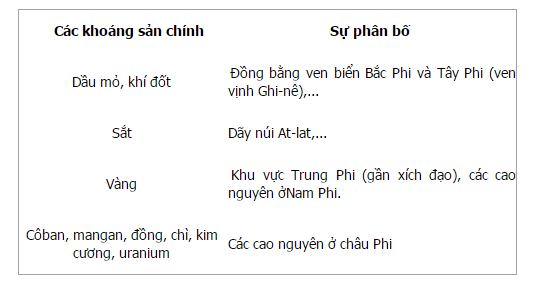 Các khoáng sản chính
Sự phân bố
Dầu mỏ, khí đốt
Đồng bằng ven biển Bắc Phi và Tây Phi (ven
vịnh Ghi-nê),...
Sắt
Dãy núi At-lat,...
Vàng
Khu vực Trung Phi (gần xích đạo), các cao
nguyên ởNam Phi.
Côban, mangan, đồng, chì, kim
cương, uranium
Các cao nguyên ở châu Phi